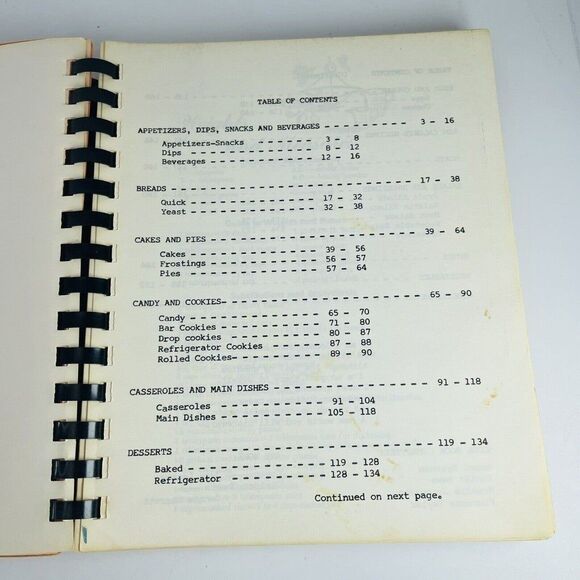 TABLE OF CONTENTS
APPETIZERS, DIPS, SNACKS AND BEVERAGES - - - - - - - - - - - 3 - 16
Appetizers-Snacks - - - - - - - - 3 - 8
Dips - - - - - - - - - - - - - - - - 8 - 12
Beverages - - - - - - - - - - - - - 12 - 16
BREADS - - - - - - - - - - - - - - - - - - - - - - - - - - - - - 17 - 38
Quick - - - - - - - - - - - - - - - 17 - 32
Yeast - - - - - - - - - - - - - - - 32 - 38
CAKES AND PIES - - - - - - - - - - - - - - - - - - - - - - - - - 39 - 64
Cakes - - - - - - - - - - - - - - - 39 - 56
Frostings - - - - - - - - - - - - - 56 - 57
Pies - - - - - - - - - - - - - - - - 57 - 64
CANDY AND COOKIES- - - - - - - - - - - - - - - - - - - - - - - - 65 - 70
Candy - - - - - - - - - - - - - - - 65 - 70
Bar Cookies - - - - - - - - - - - - 71 - 80
Drop cookies - - - - - - - - - - - - 80 - 87
Refrigerator Cookies - - - - - - - - 87 - 88
Rolled Cookies- - - - - - - - - - - 89 - 90
CASSEROLES AND MAIN DISHES - - - - - - - - - - - - - - - - - - - 91 - 118
Casseroles - - - - - - - - - - - - - 91 - 104
Main Dishes - - - - - - - - - - - - 105 - 118
DESSERTS - - - - - - - - - - - - - - - - - - - - - - - - - - - - 119 - 134
Baked - - - - - - - - - - - - - - - 119 - 128
Refrigerator - - - - - - - - - - - - 128 - 134
Continued on next page.